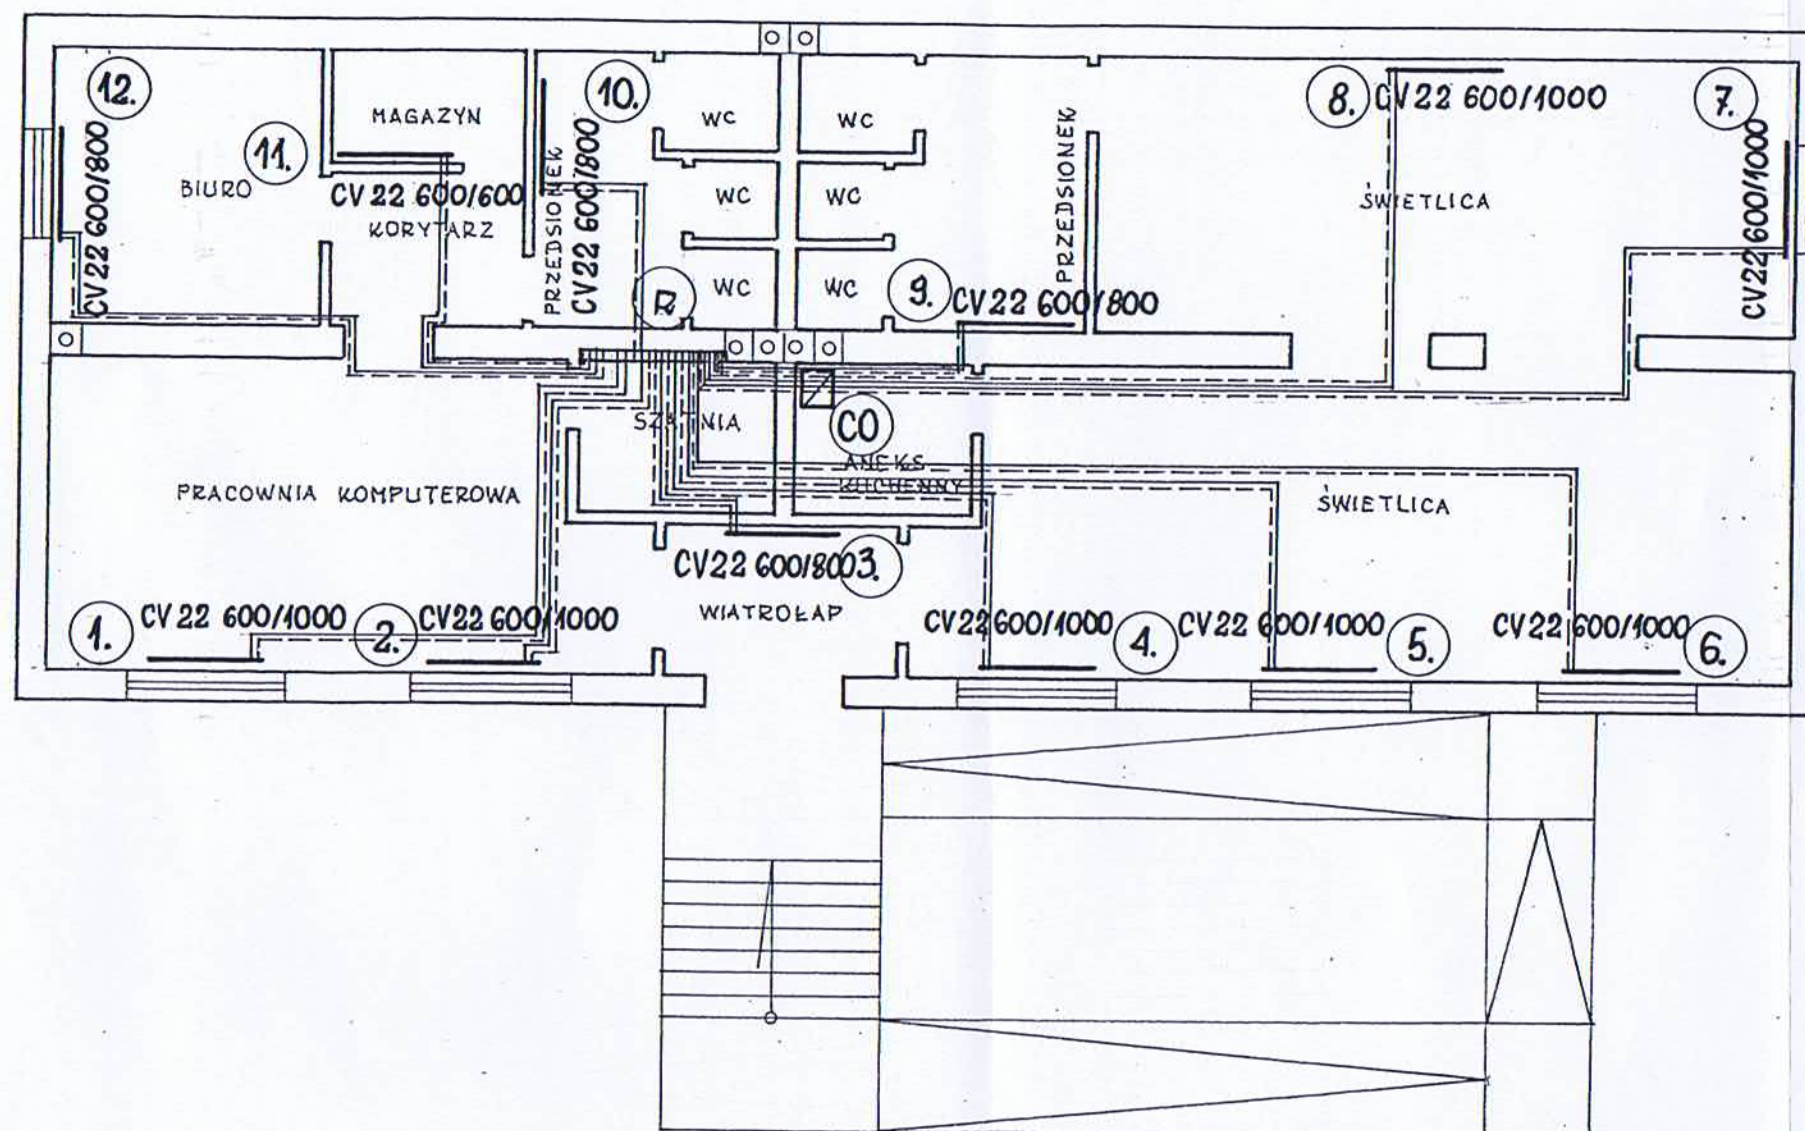 12.
CV22 600/800
BIURO
11.
MAGAZYN
CV22 600/600
KORYTARZ
10.
PRZEDSIONEK
CV22 600/800
R
WC
WC
WC
WC
WC
WC
9.
CV22 600/800
PRZEDSIONEK
8.
CV22 600/1000
7.
CV22 600/1000
ŚWIETLICA
SZATNIA
CO
ANEKS
KUCHENNY
PRACOWNIA KOMPUTEROWA
ŚWIETLICA
CV22 600/800
3.
WIATROŁAP
1.
CV22 600/1000
2.
CV22 600/1000
CV22 600/1000
4.
CV22 600/1000
5.
CV22 600/1000
6.